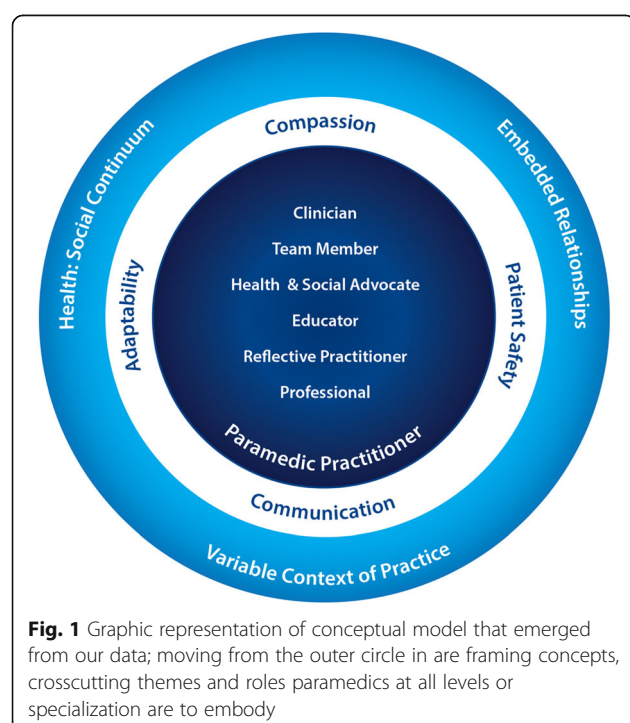 Health: Social Continuum
Embedded Relationships
Variable Context of Practice
Compassion
Adaptability
Patient Safety
Communication
Clinician
Team Member
Health & Social Advocate
Educator
Reflective Practitioner
Professional
Paramedic Practitioner
Fig. 1 Graphic representation of conceptual model that emerged
from our data; moving from the outer circle in are framing concepts,
crosscutting themes and roles paramedics at all levels or
specialization are to embody